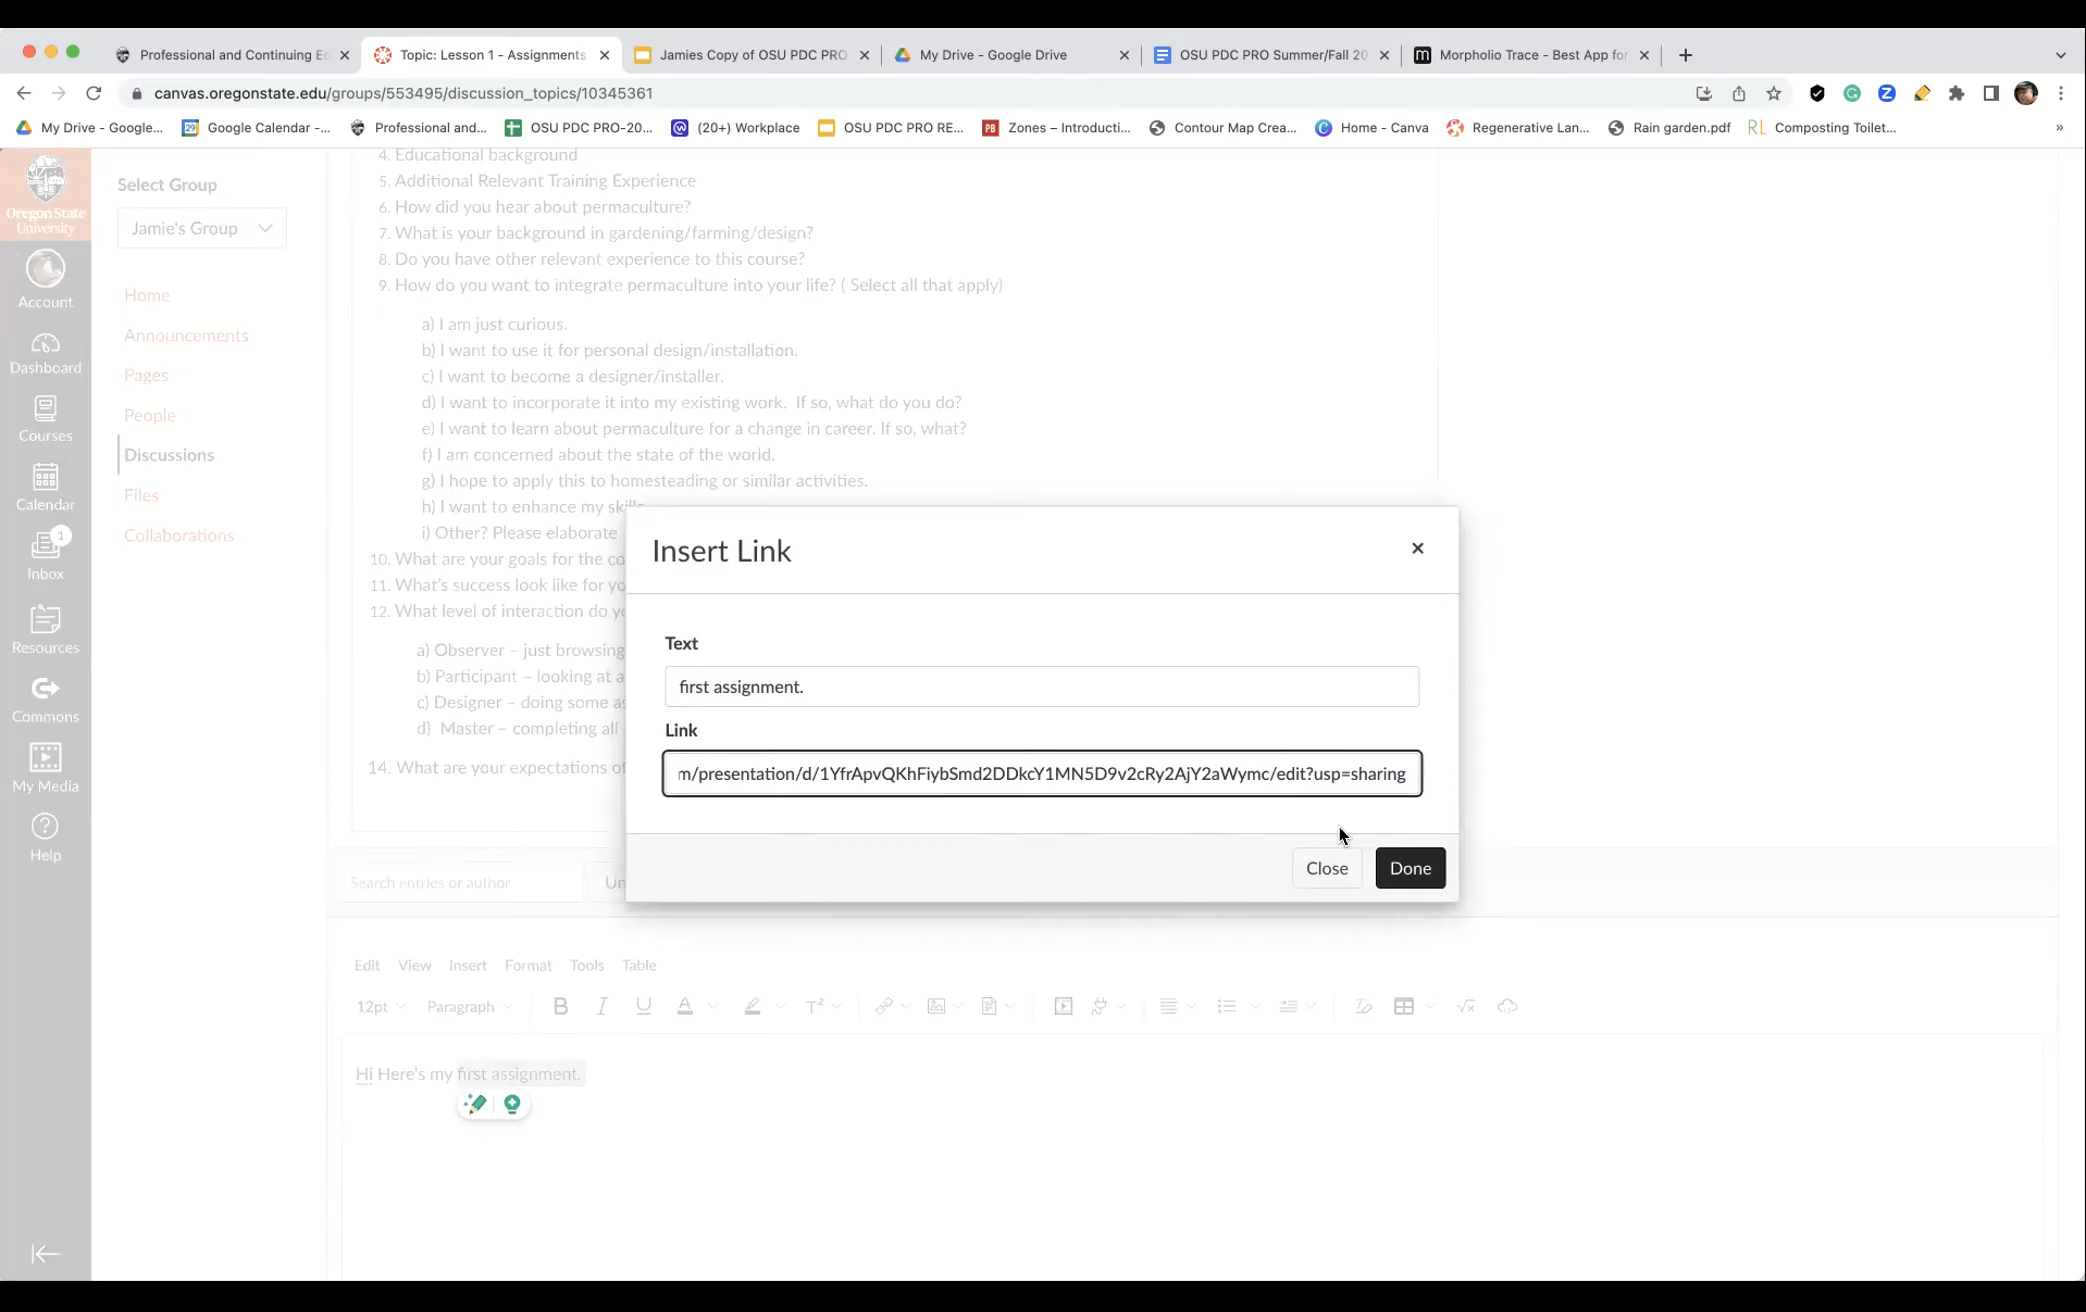 Professional and Continuing Ed
Topic: Lesson 1 - Assignments
Jamies Copy of OSU PDC PRO
My Drive - Google Drive
OSU PDC PRO Summer/Fall 20
Morpholio Trace - Best App for
canvas.oregonstate.edu/groups/553495/discussion_topics/10345361
My Drive - Google...
Google Calendar -...
Professional and...
OSU PDC PRO-20...
(20+) Workplace
OSU PDC PRO RE...
Zones – Introducti...
Contour Map Crea...
Home - Canva
Regenerative Lan...
Rain garden.pdf
Composting Toilet...
»
Oregon State
University
Account
Dashboard
Courses
Calendar
1
Inbox
Resources
Commons
My Media
Help
Select Group
Jamie's Group
Home
Announcements
Pages
People
Discussions
Files
Collaborations
4. Educational background
5. Additional Relevant Training Experience
6. How did you hear about permaculture?
7. What is your background in gardening/farming/design?
8. Do you have other relevant experience to this course?
9. How do you want to integrate permaculture into your life? ( Select all that apply)
a) I am just curious.
b) I want to use it for personal design/installation.
c) I want to become a designer/installer.
d) I want to incorporate it into my existing work. If so, what do you do?
e) I want to learn about permaculture for a change in career. If so, what?
f) I am concerned about the state of the world.
g) I hope to apply this to homesteading or similar activities.
h) I want to enhance my skills
i) Other? Please elaborate
10. What are your goals for the co
11. What's success look like for yo
12. What level of interaction do yo
a) Observer – just browsing
b) Participant – looking at a
c) Designer – doing some as
d) Master – completing all
14. What are your expectations of
Insert Link
Text
first assignment.
Link
m/presentation/d/1YfrApvQKhFiybSmd2DDkcY1MN5D9v2cRy2AjY2aWymc/edit?usp=sharing
Close
Done
Search entries or author
Un
Edit View Insert Format Tools Table
12pt Paragraph B I U A T²
Hi Here's my first assignment.